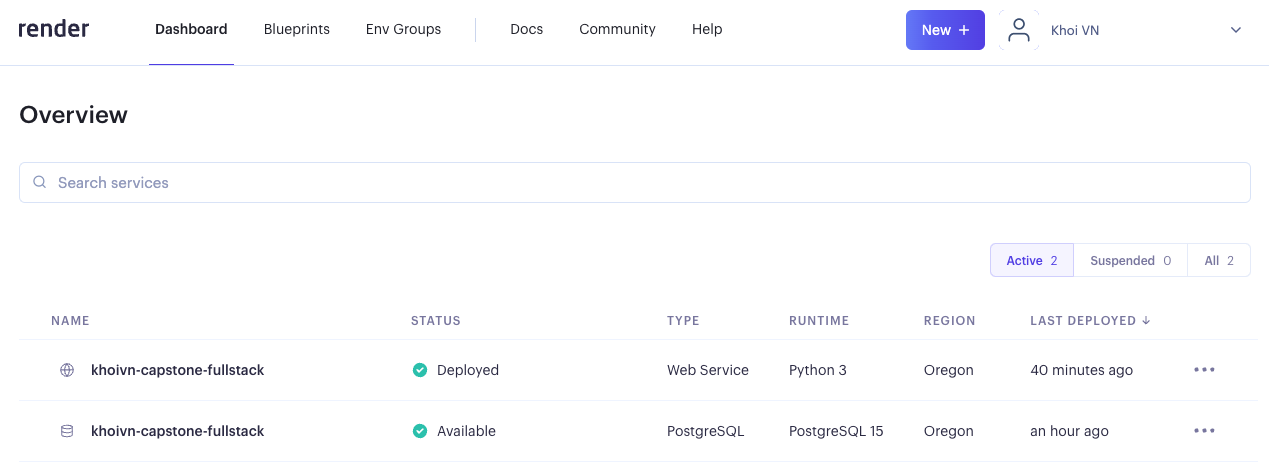 render Dashboard Blueprints Env Groups Docs Community Help New + Khoi VN
Overview
Search services
Active 2 Suspended 0 All 2
NAME STATUS TYPE RUNTIME REGION LAST DEPLOYED ↓
khoivn-capstone-fullstack Deployed Web Service Python 3 Oregon 40 minutes ago
khoivn-capstone-fullstack Available PostgreSQL PostgreSQL 15 Oregon an hour ago